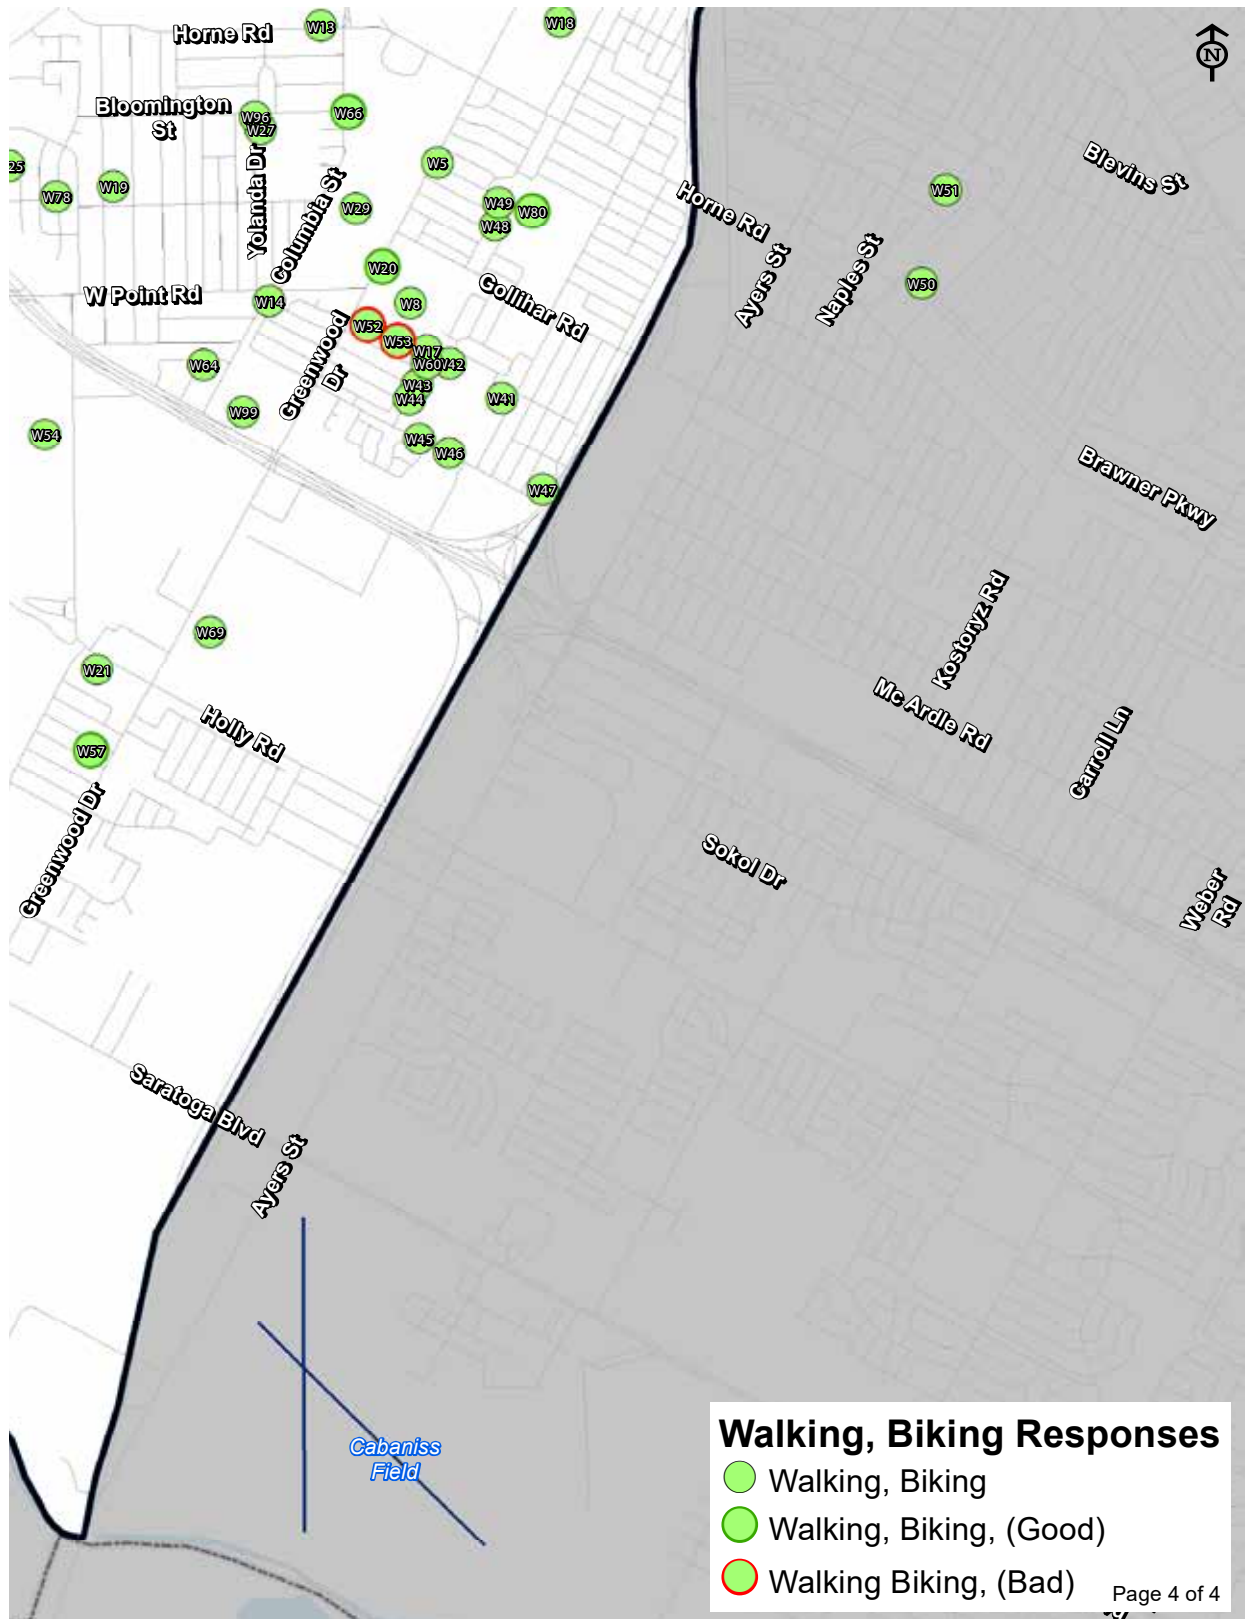 W13
W18
Horne Rd
N
Bloomington
St
W96
W27
W66
W5
25
W78
W19
Yolanda Dr
Columbia St
W29
W49
W80
W48
Horne Rd
Blevins St
W51
Ayers St
Naples St
W50
W20
W Point Rd
W14
W8
Gollihar Rd
Greenwood
Dr
W52
W53
W17
W60
W42
W64
W43
W44
W41
W99
W54
W45
W46
W47
Brawner Pkwy
Kostoryz Rd
W69
W21
Mc Ardle Rd
Carroll Ln
Holly Rd
W57
Greenwood Dr
Sokol Dr
Weber
Rd
Saratoga Blvd
Ayers St
Cabaniss
Field
Walking, Biking Responses
Walking, Biking
Walking, Biking, (Good)
Walking Biking, (Bad)
Page 4 of 4